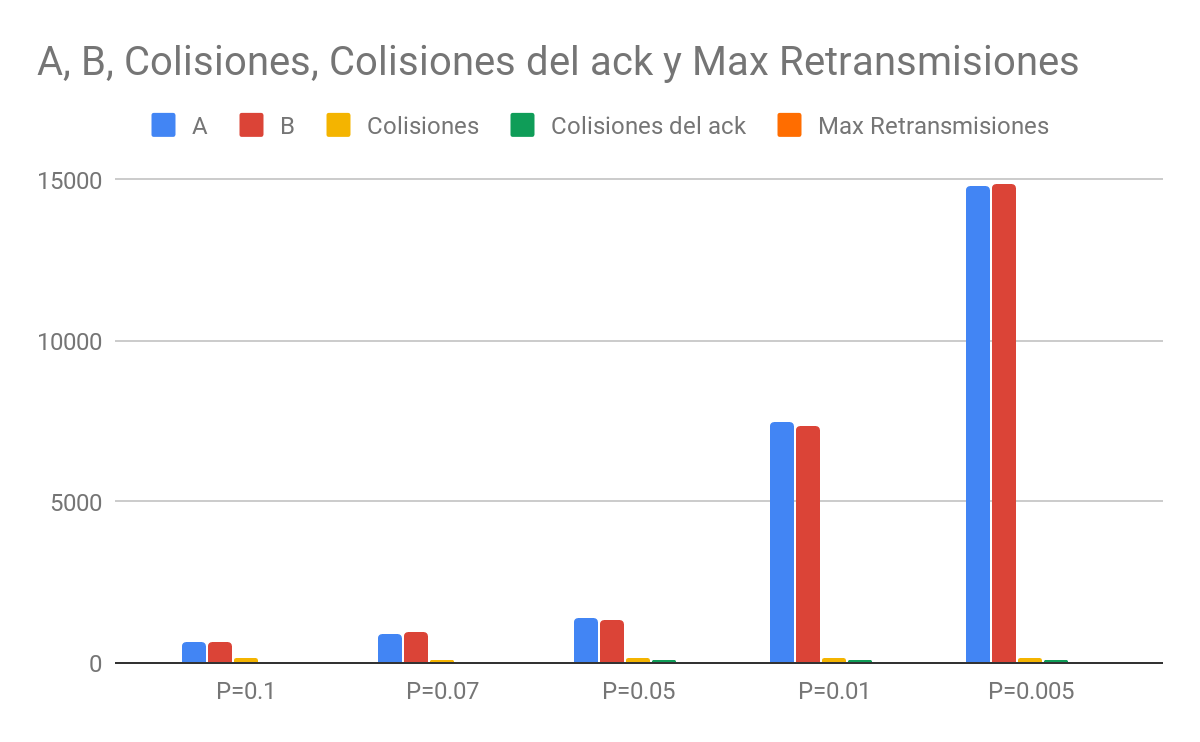 A, B, Colisiones, Colisiones del ack y Max Retransmisiones
A B Colisiones Colisiones del ack Max Retransmisiones
15000
10000
5000
0
P=0.1 P=0.07 P=0.05 P=0.01 P=0.005